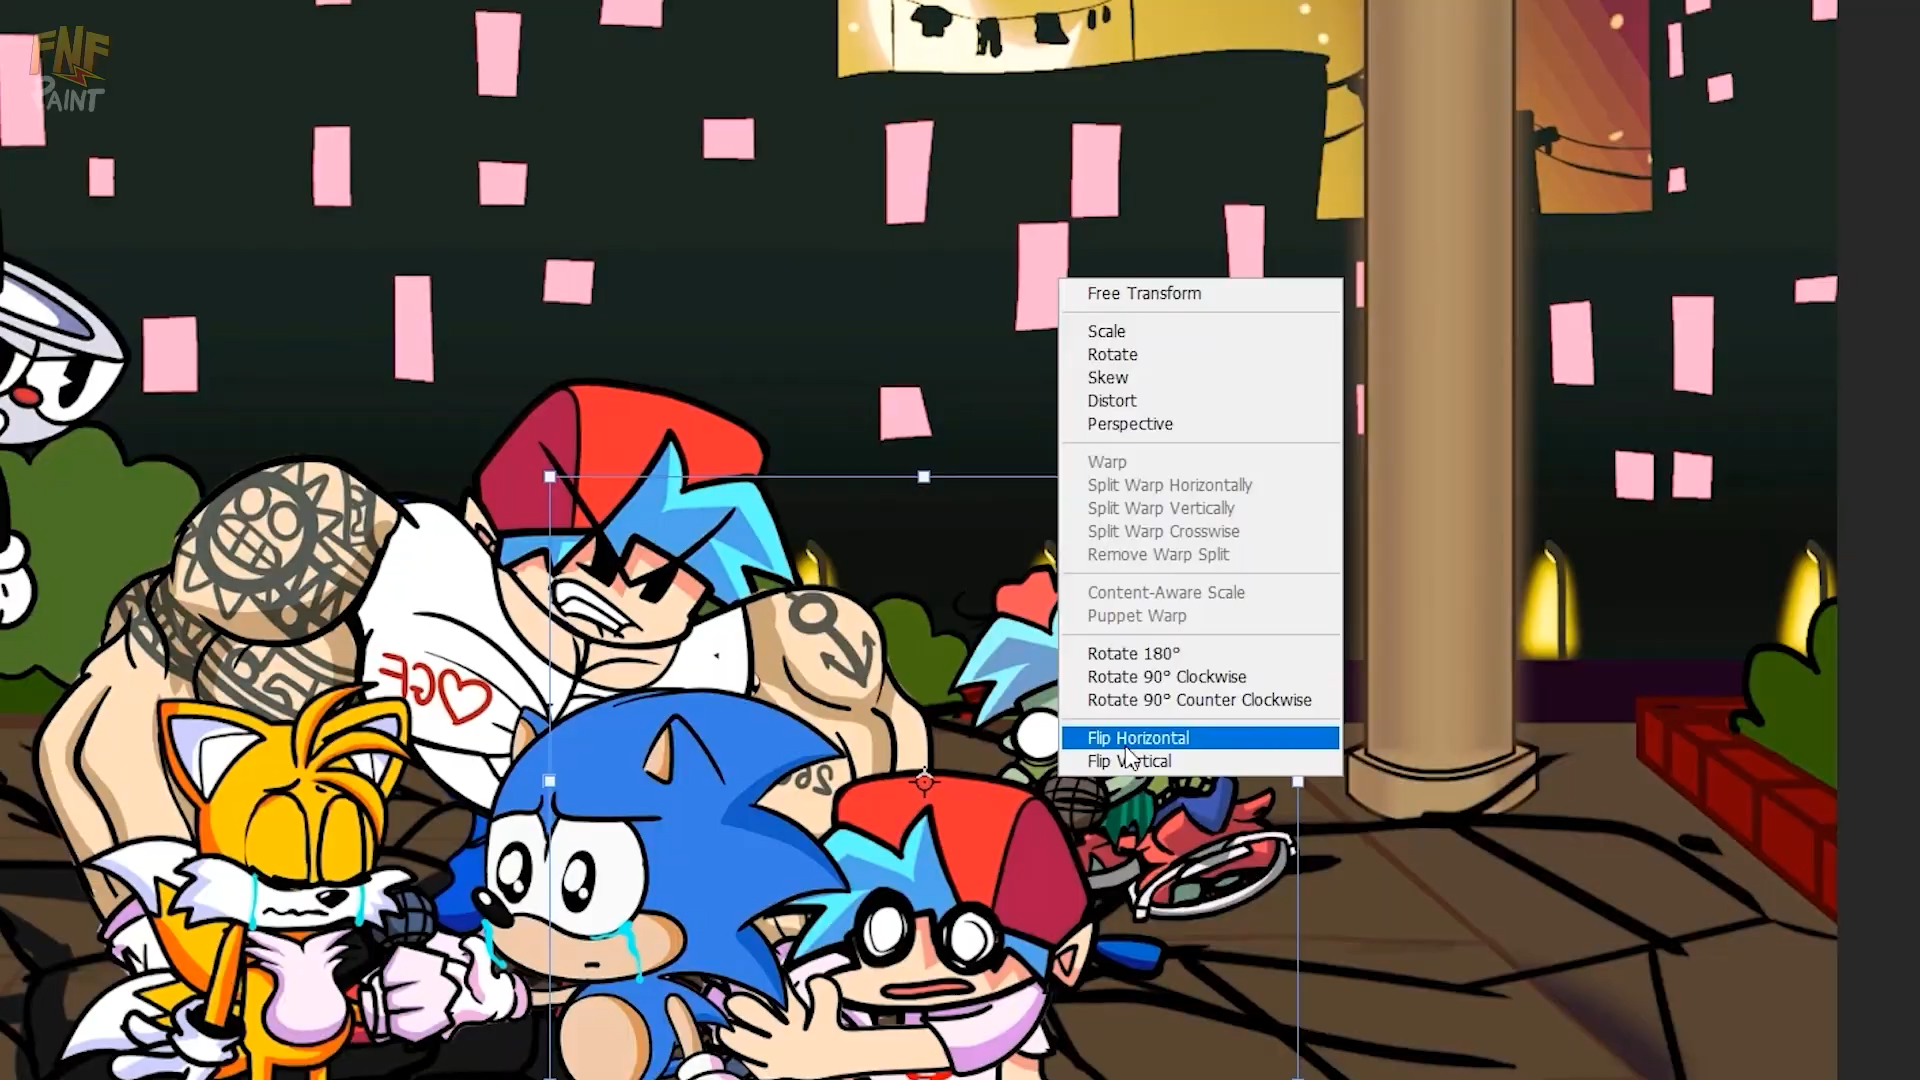 FNF
PAINT
Free Transform
Scale
Rotate
Skew
Distort
Perspective
Warp
Split Warp Horizontally
Split Warp Vertically
Split Warp Crosswise
Remove Warp Split
Content-Aware Scale
Puppet Warp
Rotate 180°
Rotate 90° Clockwise
Rotate 90° Counter Clockwise
Flip Horizontal
Flip Vertical
GF